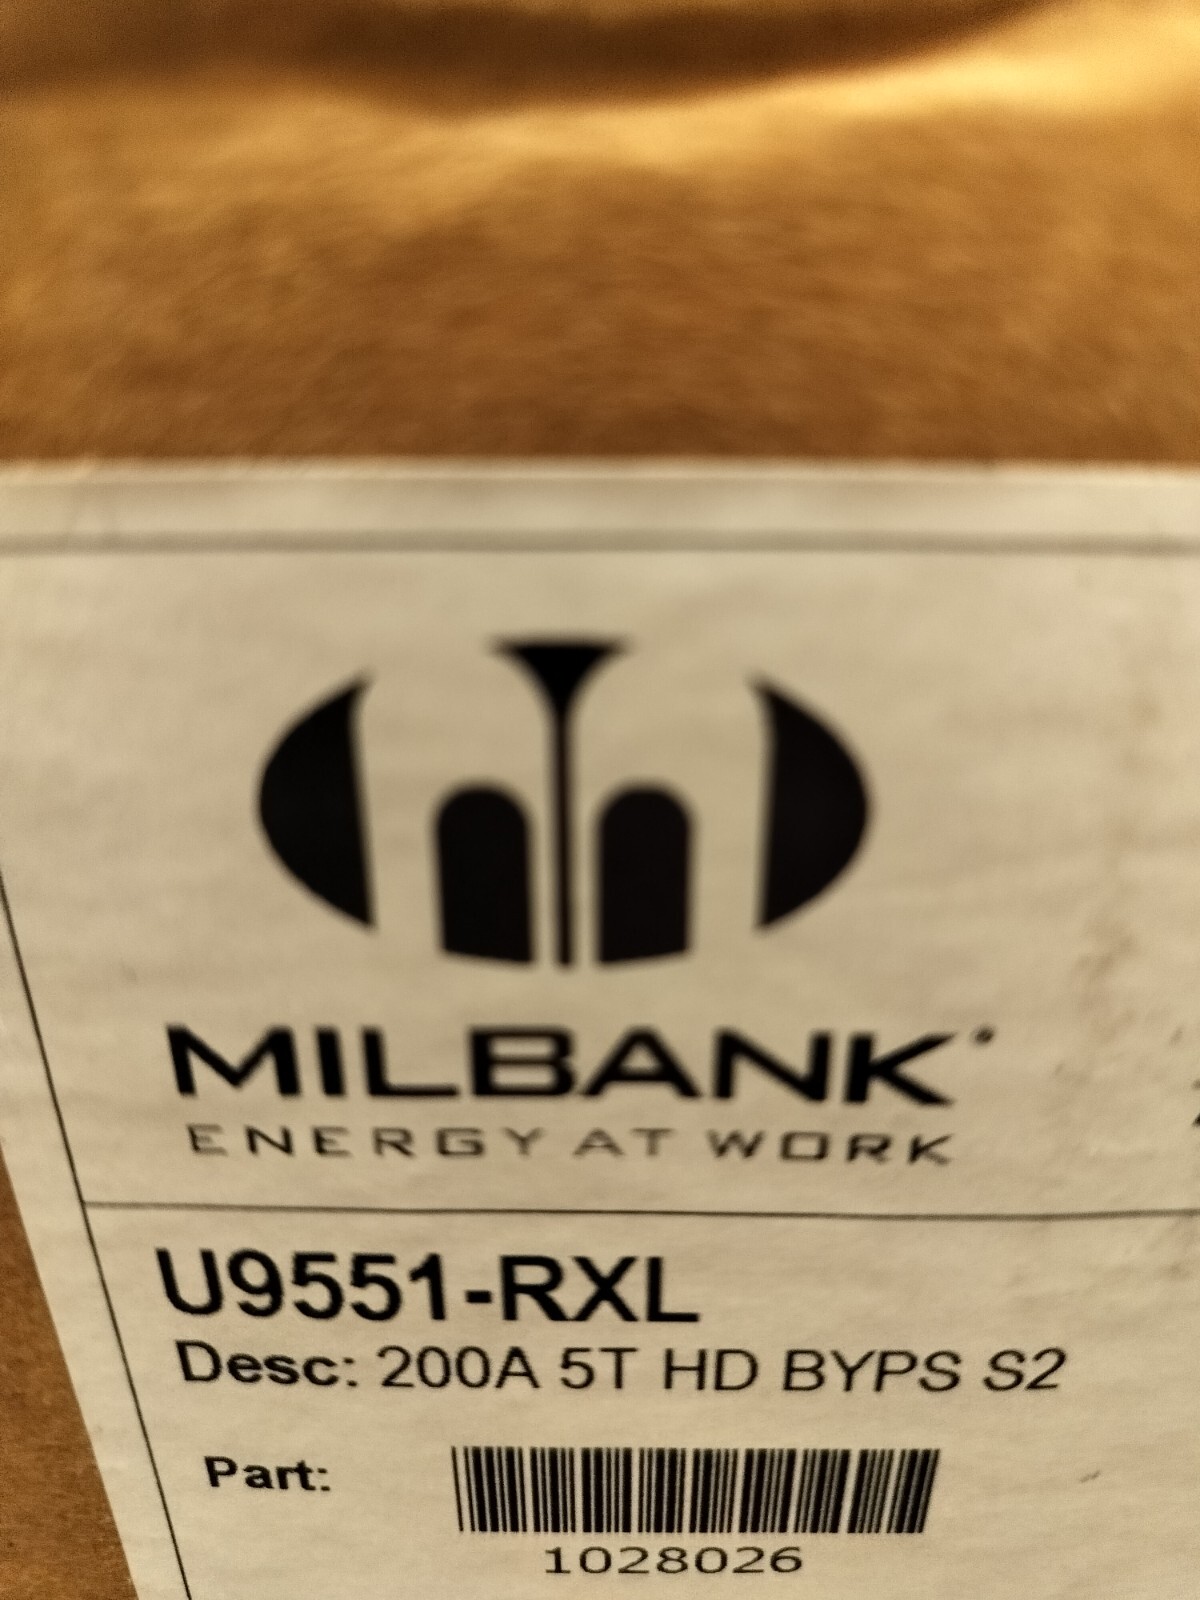 MILBANK
ENERGY AT WORK
U9551-RXL
Desc: 200A 5T HD BYPS S2
Part:
1028026